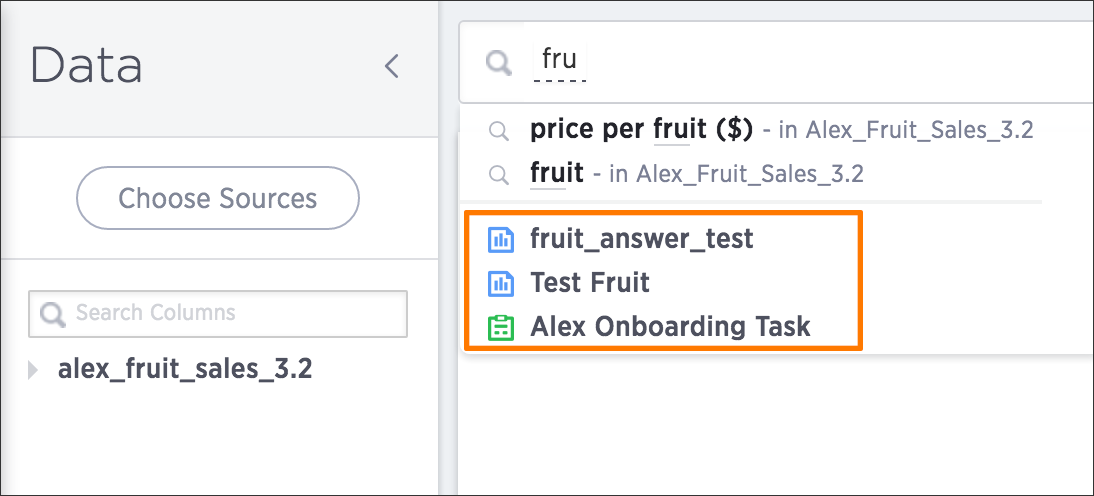 Data
Choose Sources
Search Columns
alex_fruit_sales_3.2
fru
price per fruit ($) - in Alex_Fruit_Sales_3.2
fruit - in Alex_Fruit_Sales_3.2
fruit_answer_test
Test Fruit
Alex Onboarding Task